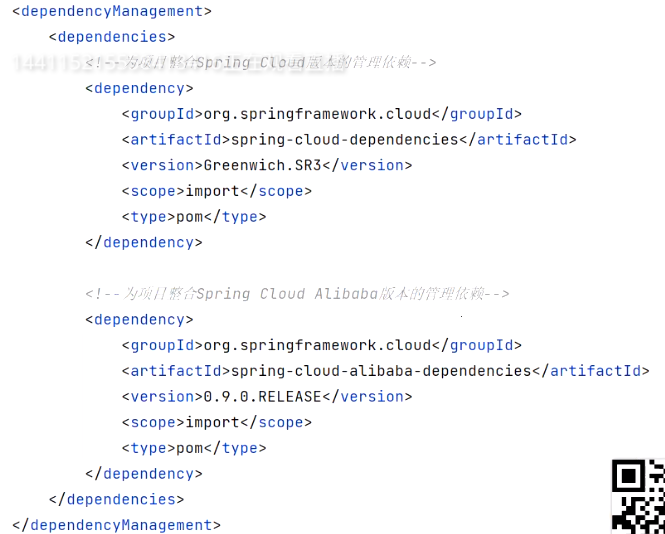 <dependencyManagement>
<dependencies>
<!--为项目整合Spring Cloud版本的管理依赖-->
<dependency>
<groupId>org.springframework.cloud</groupId>
<artifactId>spring-cloud-dependencies</artifactId>
<version>Greenwich.SR3</version>
<scope>import</scope>
<type>pom</type>
</dependency>
<!--为项目整合Spring Cloud Alibaba版本的管理依赖-->
<dependency>
<groupId>org.springframework.cloud</groupId>
<artifactId>spring-cloud-alibaba-dependencies</artifactId>
<version>0.9.0.RELEASE</version>
<scope>import</scope>
<type>pom</type>
</dependency>
</dependencies>
</dependencyManagement>